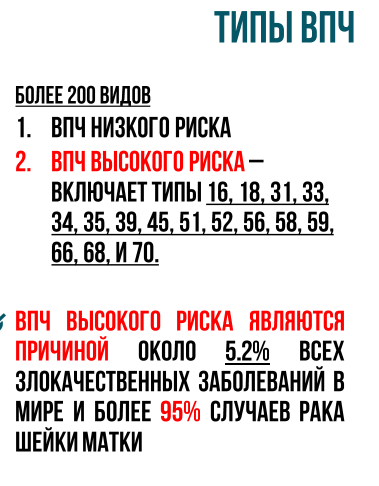 ТИПЫ ВПЧ
БОЛЕЕ 200 ВИДОВ
1. ВПЧ НИЗКОГО РИСКА
2. ВПЧ ВЫСОКОГО РИСКА –
ВКЛЮЧАЕТ ТИПЫ 16, 18, 31, 33,
34, 35, 39, 45, 51, 52, 56, 58, 59,
66, 68, И 70.
ВПЧ ВЫСОКОГО РИСКА ЯВЛЯЮТСЯ
ПРИЧИНОЙ ОКОЛО 5.2% ВСЕХ
ЗЛОКАЧЕСТВЕННЫХ ЗАБОЛЕВАНИЙ В
МИРЕ И БОЛЕЕ 95% СЛУЧАЕВ РАКА
ШЕЙКИ МАТКИ